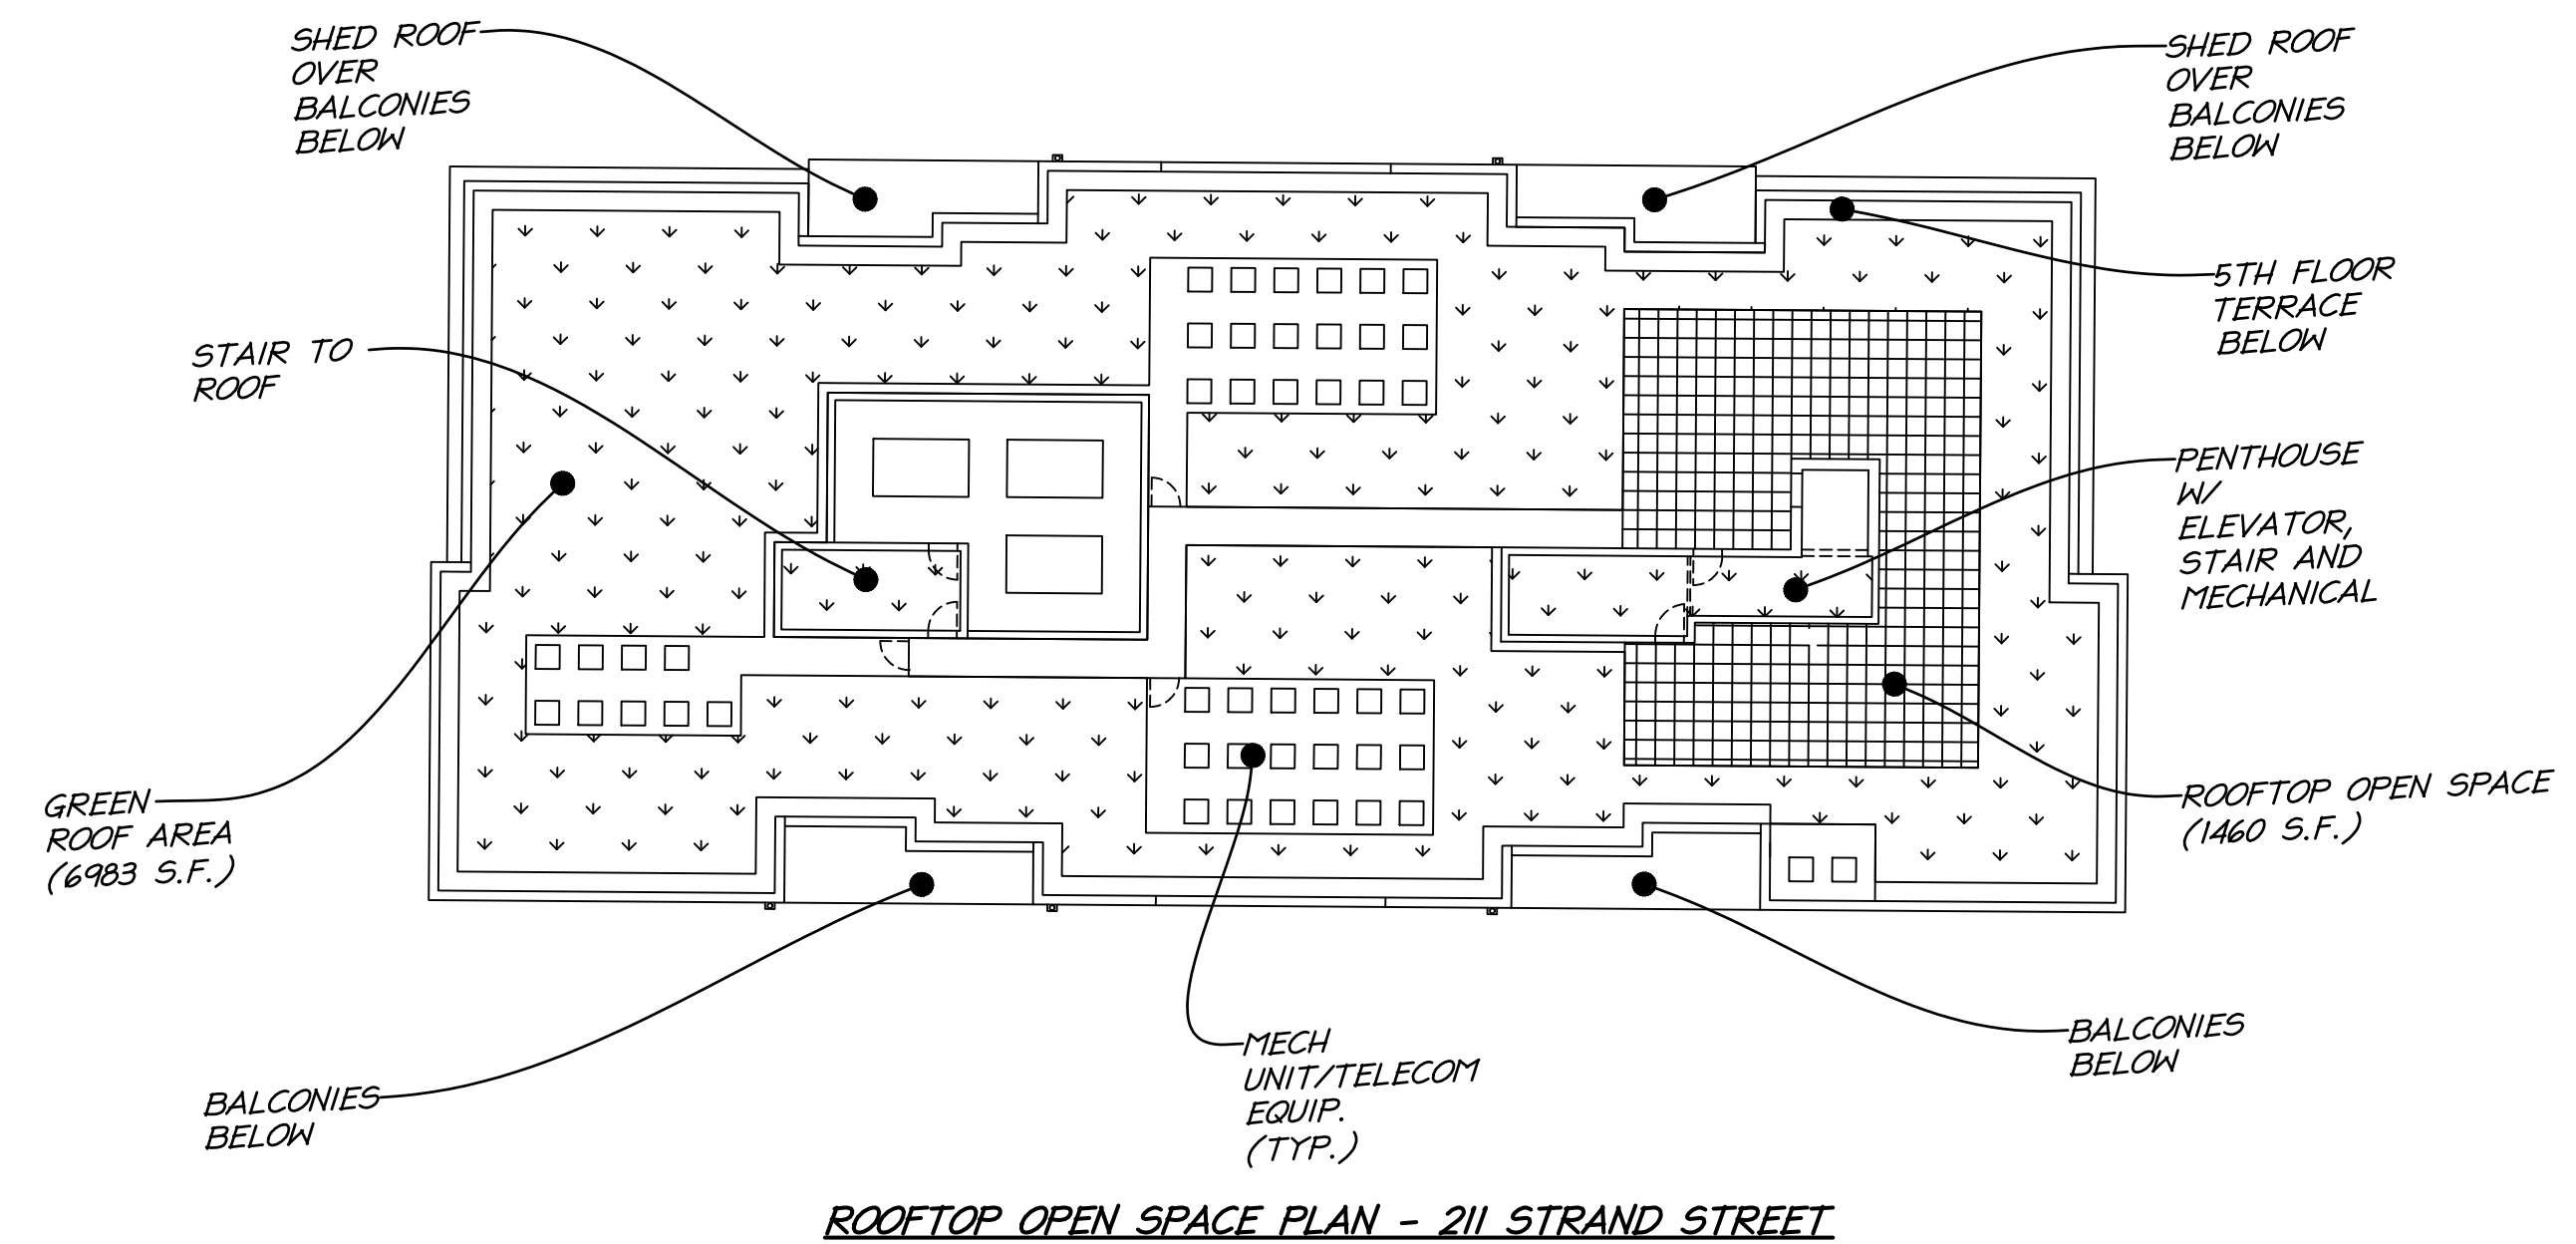 SHED ROOF
OVER
BALCONIES
BELOW
SHED ROOF
OVER
BALCONIES
BELOW
5TH FLOOR
TERRACE
BELOW
STAIR TO
ROOF
PENTHOUSE
W/
ELEVATOR,
STAIR AND
MECHANICAL
GREEN
ROOF AREA
(6983 S.F.)
ROOFTOP OPEN SPACE
(1460 S.F.)
BALCONIES
BELOW
MECH
UNIT/TELECOM
EQUIP.
(TYP.)
BALCONIES
BELOW
ROOFTOP OPEN SPACE PLAN - 211 STRAND STREET